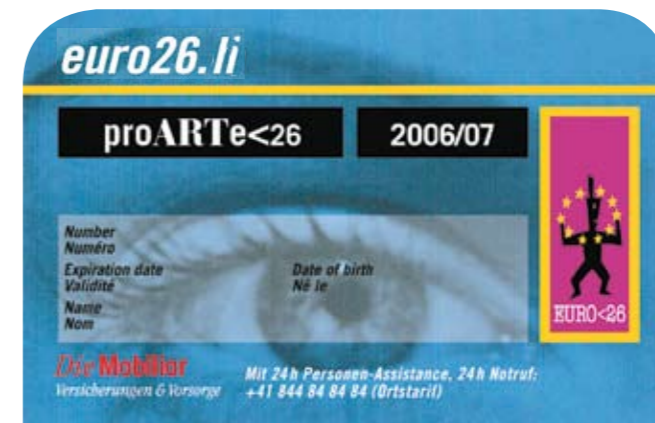 euro26.li
proARTe<26 2006/07
EURO<26
Number
Numéro
Expiration date Date of birth
Validité Né le
Name
Nom
Die Mobiliar
Versicherungen & Vorsorge
Mit 24h Personen-Assistance, 24h Notruf:
+41 844 84 84 84 (Ortstarif)